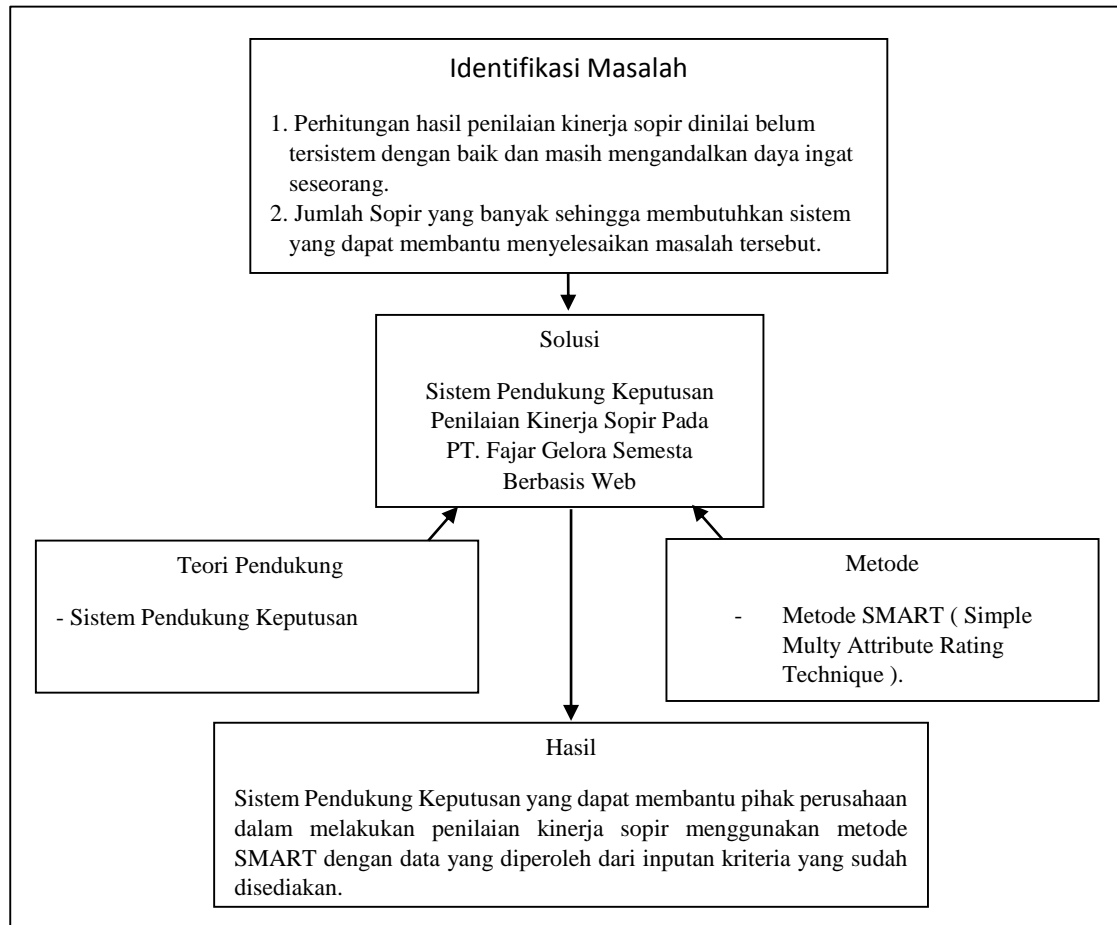 Identifikasi Masalah
1. Perhitungan hasil penilaian kinerja sopir dinilai belum
tersistem dengan baik dan masih mengandalkan daya ingat
seseorang.
2. Jumlah Sopir yang banyak sehingga membutuhkan sistem
yang dapat membantu menyelesaikan masalah tersebut.
Solusi
Sistem Pendukung Keputusan
Penilaian Kinerja Sopir Pada
PT. Fajar Gelora Semesta
Berbasis Web
Teori Pendukung
- Sistem Pendukung Keputusan
Metode
- Metode SMART ( Simple
Multy Attribute Rating
Technique ).
Hasil
Sistem Pendukung Keputusan yang dapat membantu pihak perusahaan
dalam melakukan penilaian kinerja sopir menggunakan metode
SMART dengan data yang diperoleh dari inputan kriteria yang sudah
disediakan.